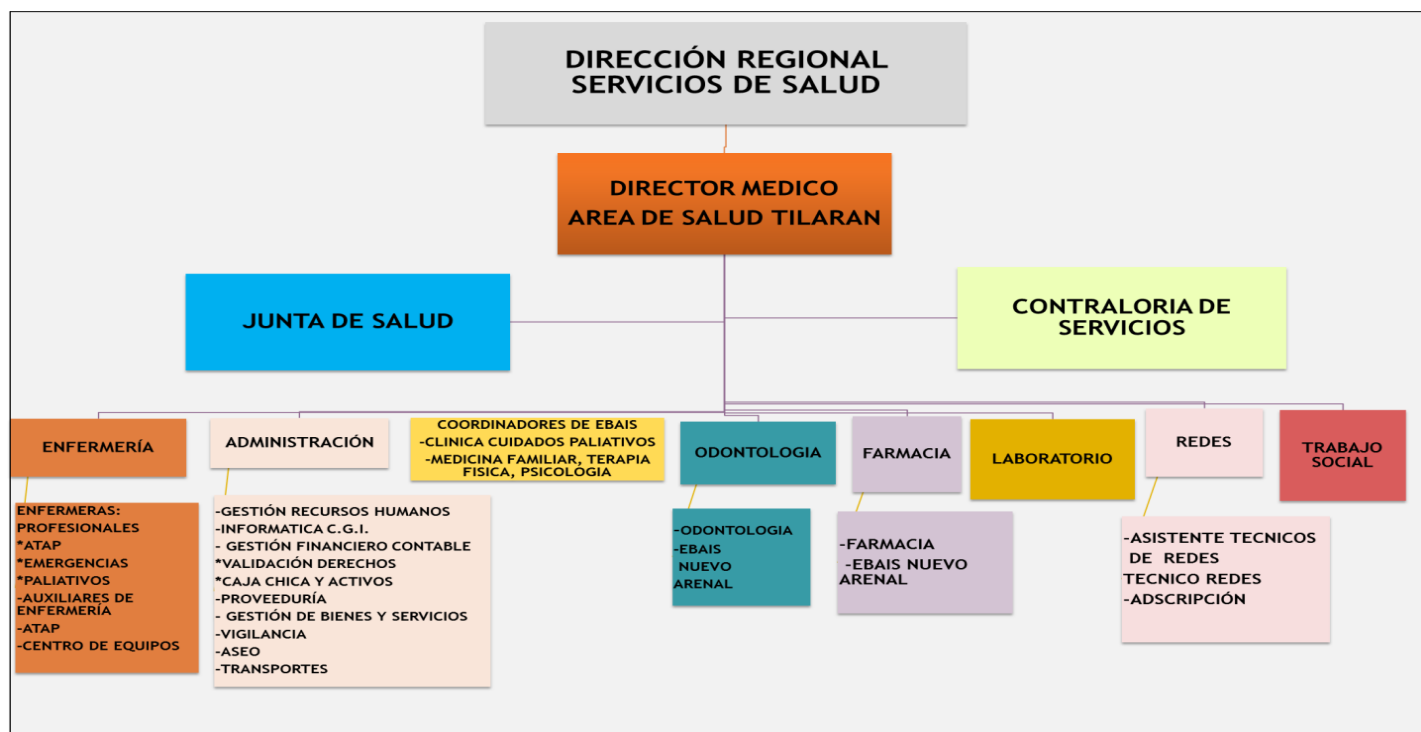 DIRECCIÓN REGIONAL
SERVICIOS DE SALUD
DIRECTOR MEDICO
AREA DE SALUD TILARAN
JUNTA DE SALUD
CONTRALORIA DE
SERVICIOS
ENFERMERÍA
ADMINISTRACIÓN
COORDINADORES DE EBAIS
-CLINICA CUIDADOS PALIATIVOS
-MEDICINA FAMILIAR, TERAPIA
FISICA, PSICOLÓGIA
ODONTOLOGIA
FARMACIA
LABORATORIO
REDES
TRABAJO
SOCIAL
ENFERMERAS:
PROFESIONALES
*ATAP
*EMERGENCIAS
*PALIATIVOS
-AUXILIARES DE
ENFERMERÍA
-ATAP
-CENTRO DE EQUIPOS
-GESTIÓN RECURSOS HUMANOS
-INFORMATICA C.G.I.
- GESTIÓN FINANCIERO CONTABLE
*VALIDACIÓN DERECHOS
*CAJA CHICA Y ACTIVOS
-PROVEEDURÍA
- GESTIÓN DE BIENES Y SERVICIOS
-VIGILANCIA
-ASEO
-TRANSPORTES
-ODONTOLOGIA
-EBAIS
NUEVO
ARENAL
-FARMACIA
-EBAIS NUEVO
ARENAL
-ASISTENTE TECNICOS
DE REDES
TECNICO REDES
-ADSCRIPCIÓN